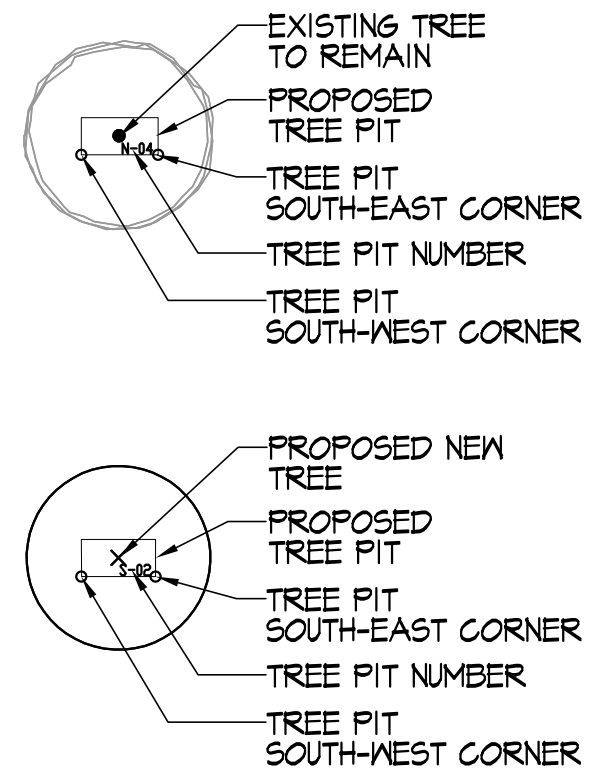 EXISTING TREE
TO REMAIN
PROPOSED
TREE PIT
N-04
TREE PIT
SOUTH-EAST CORNER
TREE PIT NUMBER
TREE PIT
SOUTH-WEST CORNER
PROPOSED NEW
TREE
PROPOSED
TREE PIT
S-02
TREE PIT
SOUTH-EAST CORNER
TREE PIT NUMBER
TREE PIT
SOUTH-WEST CORNER